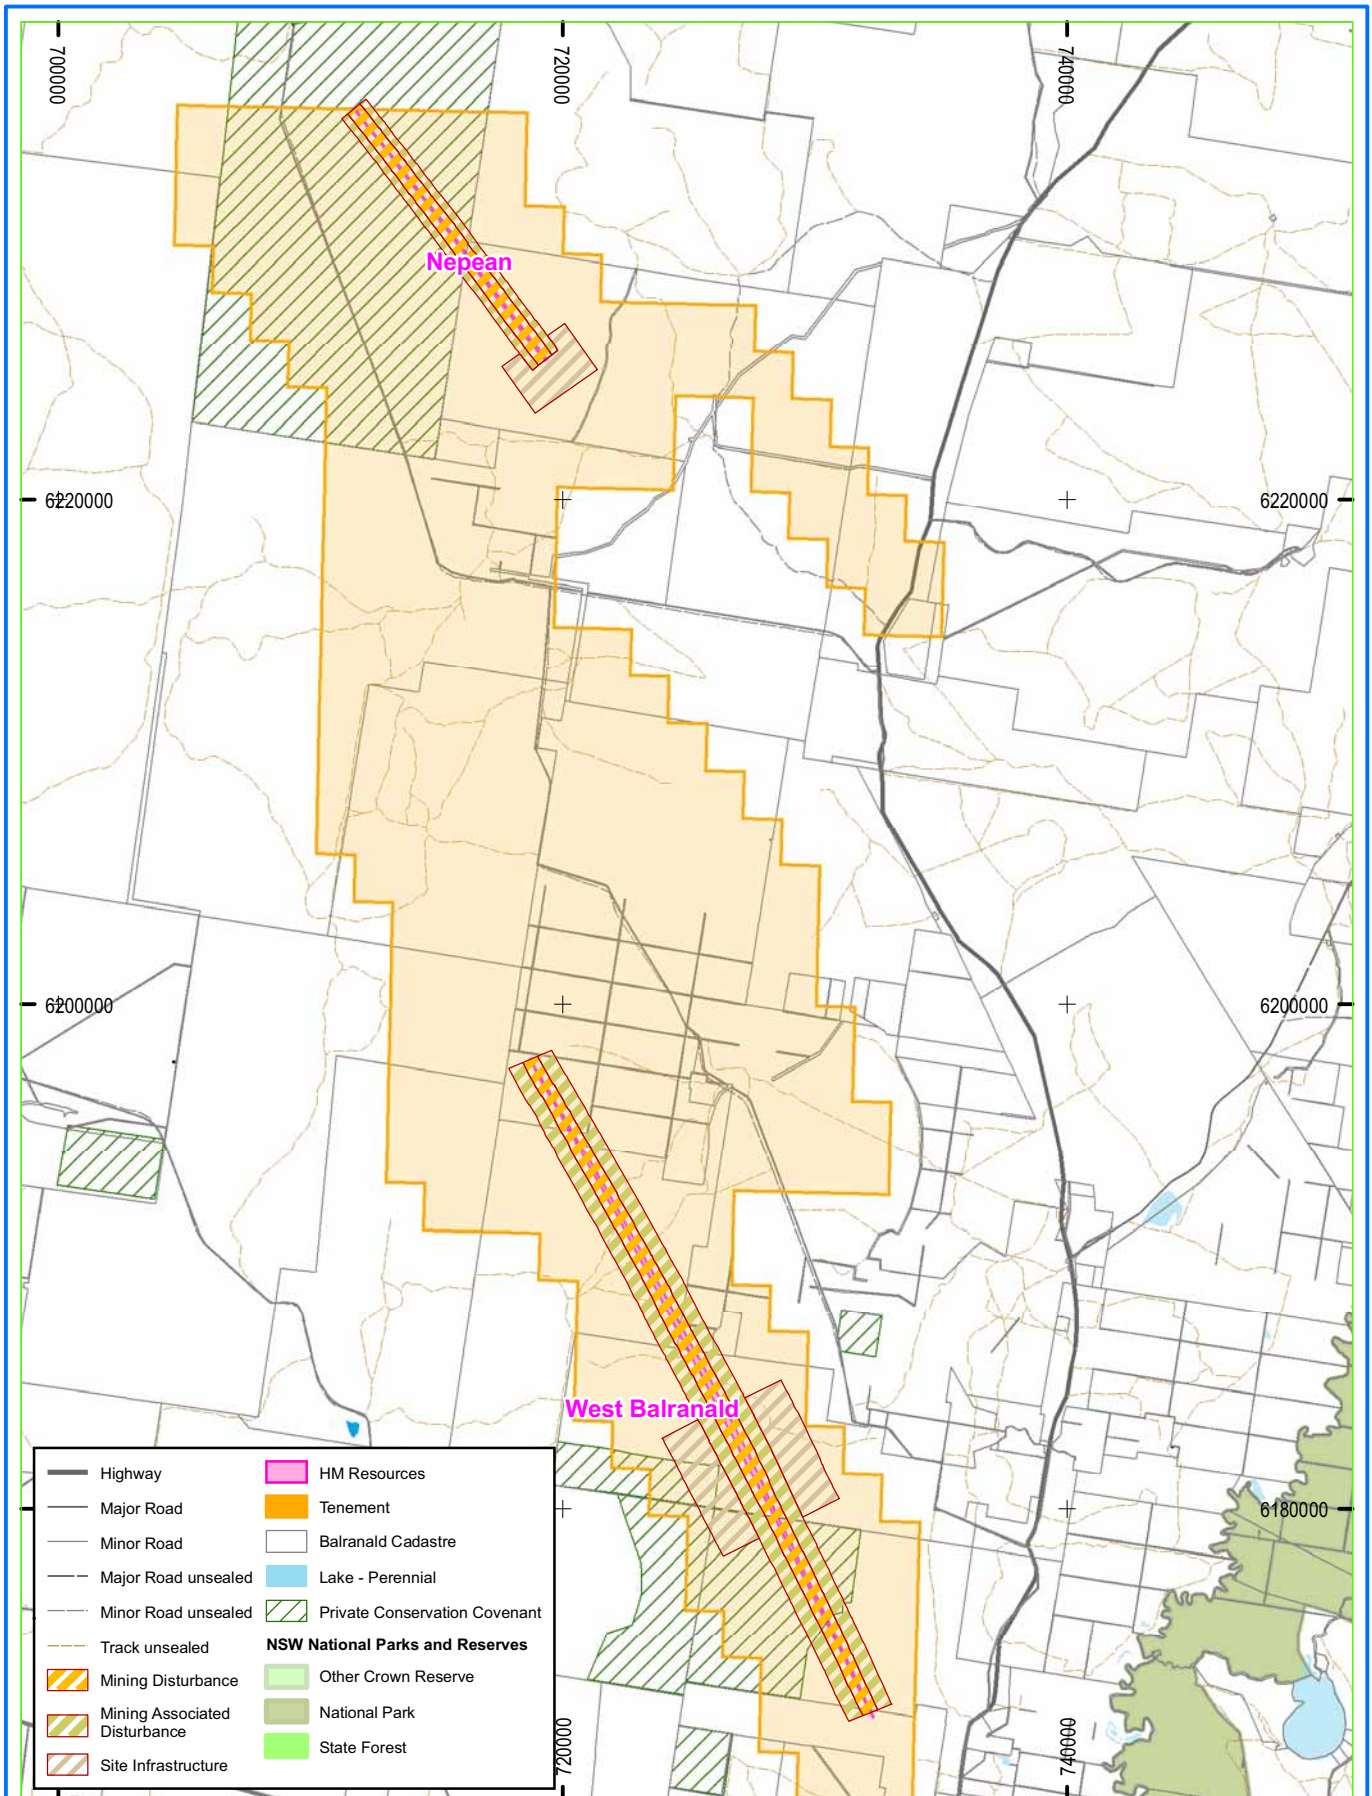 700000
720000
740000
Nepean
6220000
6220000
6200000
6200000
West Balranald
6180000
Highway
Major Road
Minor Road
Major Road unsealed
Minor Road unsealed
Track unsealed
Mining Disturbance
Mining Associated
Disturbance
Site Infrastructure
HM Resources
Tenement
Balranald Cadastre
Lake - Perennial
Private Conservation Covenant
NSW National Parks and Reserves
Other Crown Reserve
National Park
State Forest
720000
740000